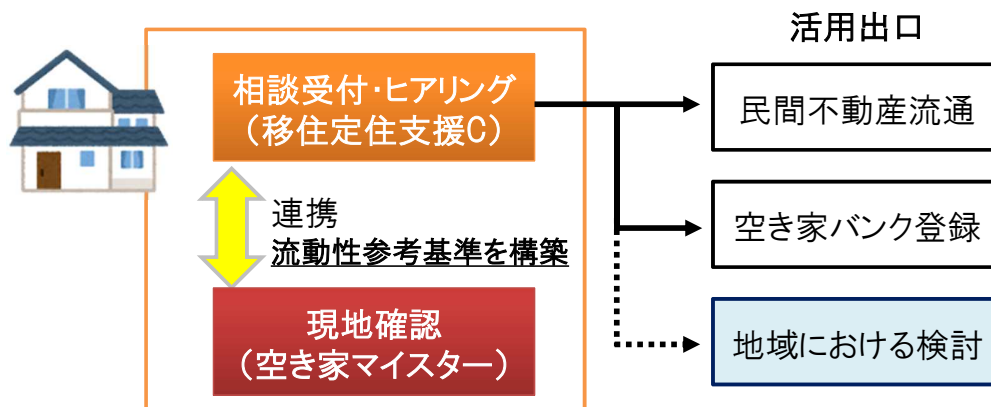 相談受付・ヒアリング
（移住定住支援C）
連携
流動性参考基準を構築
現地確認
（空き家マイスター）
活用出口
民間不動産流通
空き家バンク登録
地域における検討